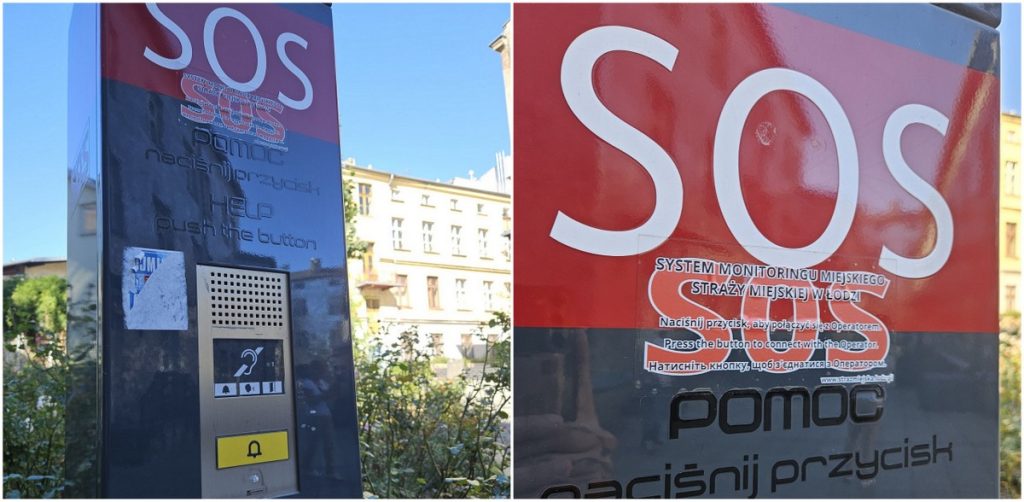 SOS
SOS
POMOC
naciśnij przycisk
HELP
push the button
SOS
SYSTEM MONITORINGU MIEJSKIEGO
STRAŻY MIEJSKIEJ W ŁODZI
SOS
Naciśnij przycisk, aby połączyć się z Operatorem.
Press the button to connect with the Operator.
Натисніть кнопку, щоб з'єднатися з Оператором.
POMOC
naciśnij przycisk